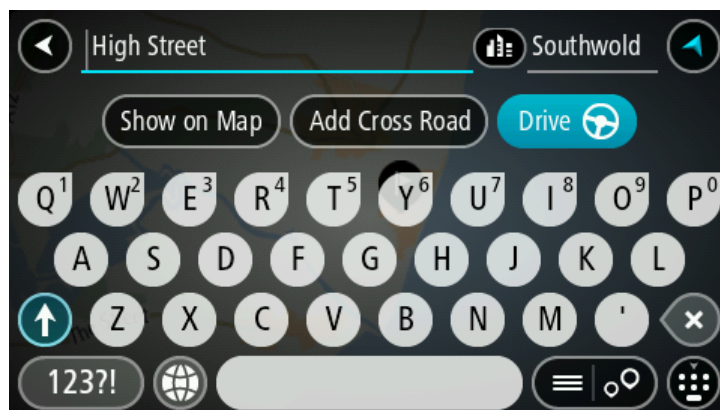 High Street Southwold
Show on Map Add Cross Road Drive
Q1 W2 E3 R4 T5 Y6 U7 I8 O9 P0
A S D F G H J K L
Z X C V B N M '
123?!